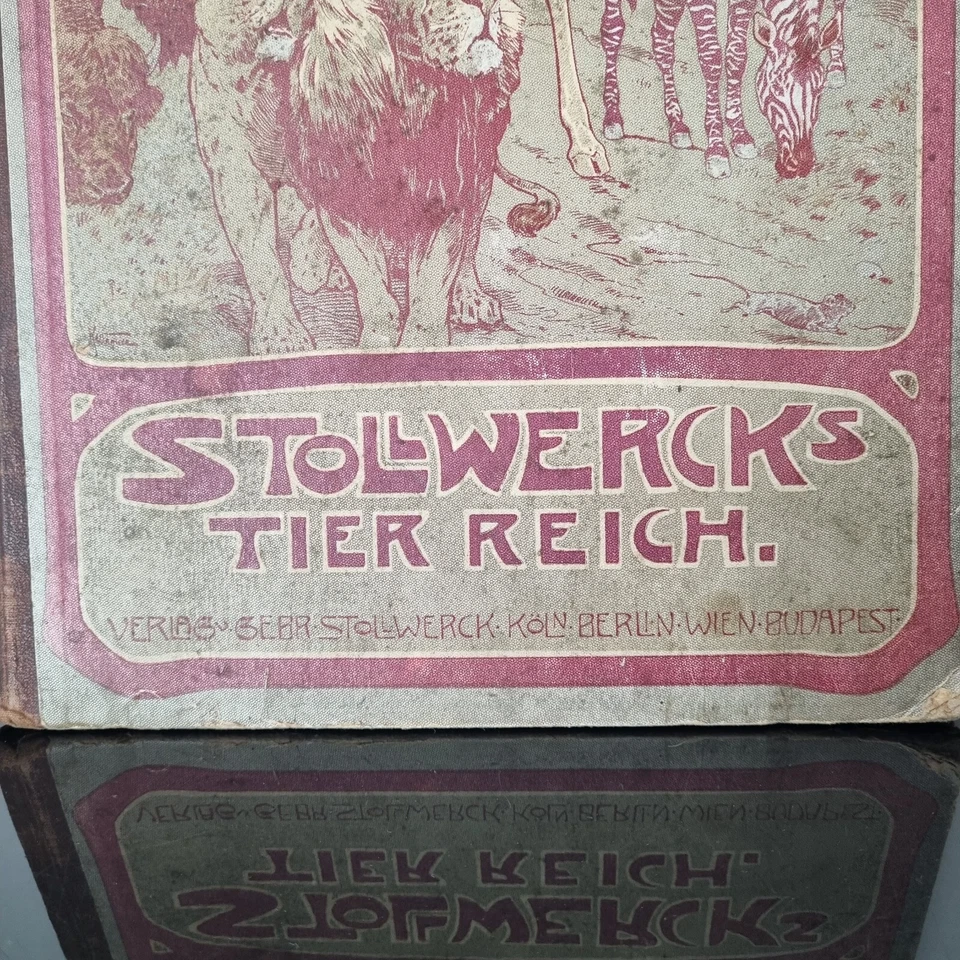 STOLLWERCKS
TIER REICH.
VERLAG v GEBR·STOLLWERCK·KÖLN·BERLIN·WIEN·BUDAPEST·